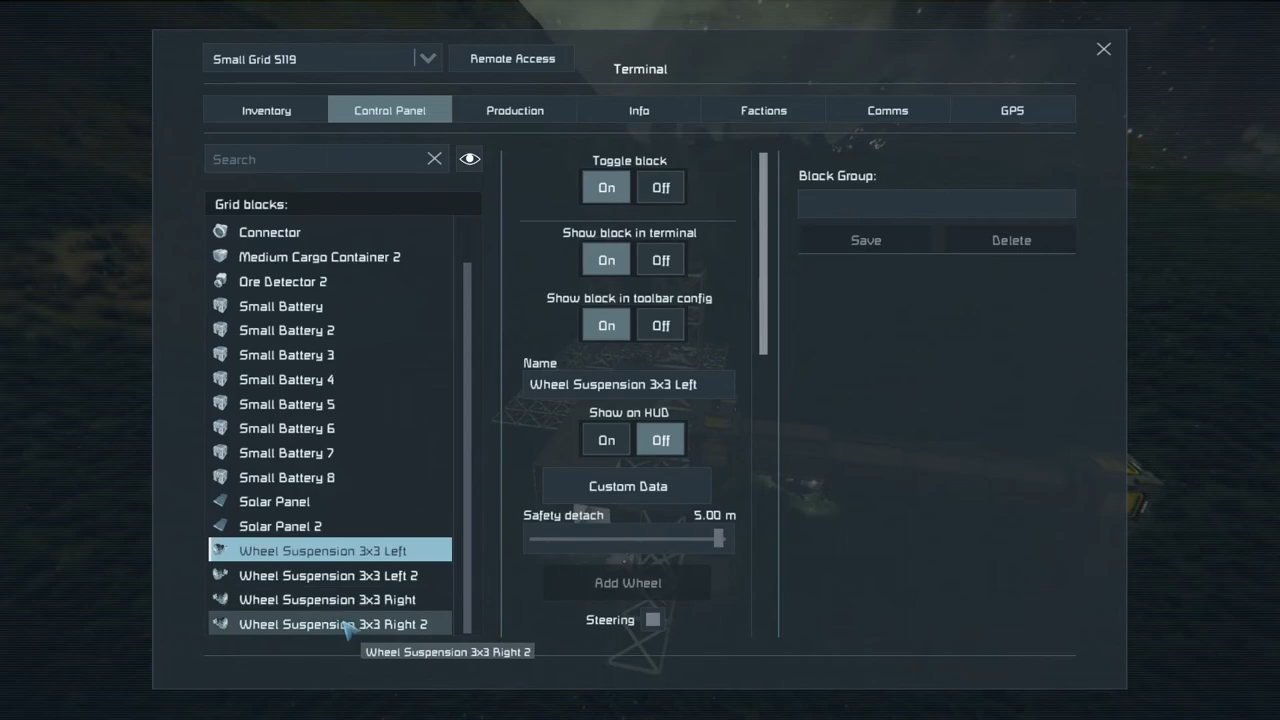 Small Grid 5119
Remote Access
Terminal
Inventory
Control Panel
Production
Info
Factions
Comms
GPS
Search
Grid blocks:
Connector
Medium Cargo Container 2
Ore Detector 2
Small Battery
Small Battery 2
Small Battery 3
Small Battery 4
Small Battery 5
Small Battery 6
Small Battery 7
Small Battery 8
Solar Panel
Solar Panel 2
Wheel Suspension 3x3 Left
Wheel Suspension 3x3 Left 2
Wheel Suspension 3x3 Right
Wheel Suspension 3x3 Right 2
Wheel Suspension 3x3 Right 2
Toggle block
On Off
Show block in terminal
On Off
Show block in toolbar config
On Off
Name
Wheel Suspension 3x3 Left
Show on HUD
On Off
Custom Data
Safety detach 5.00 m
Add Wheel
Steering
Block Group:
Save Delete